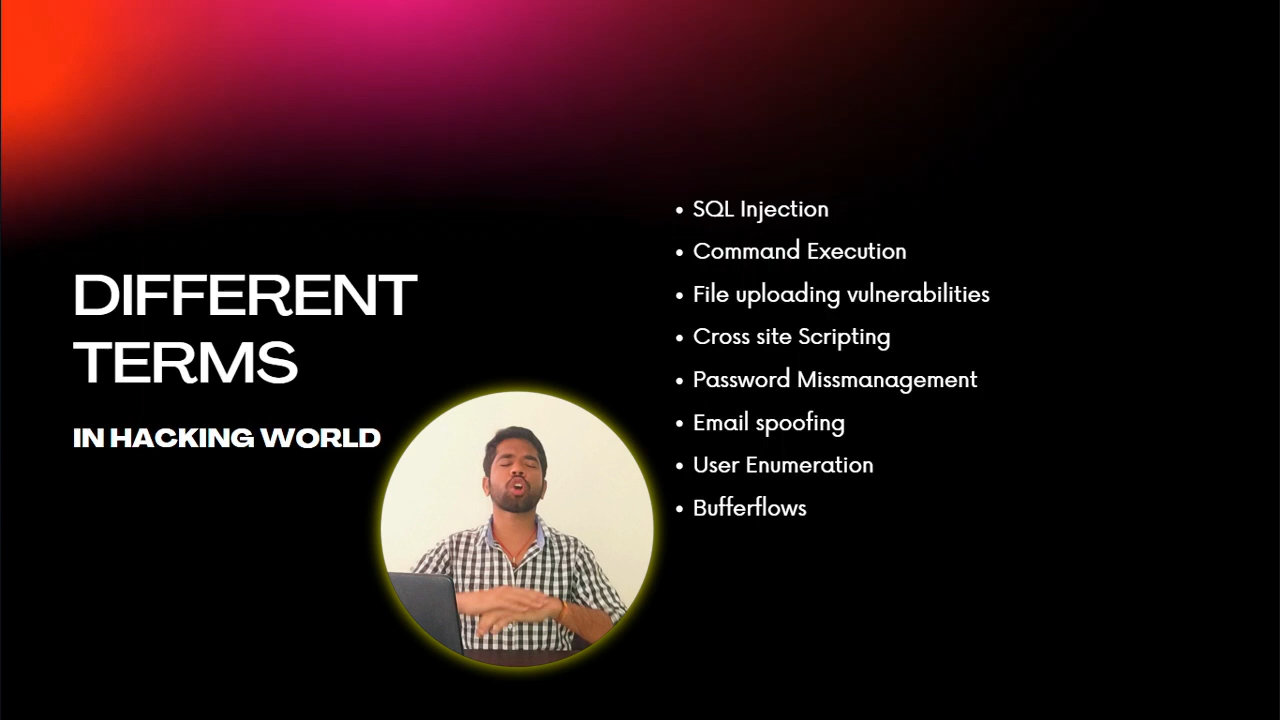 DIFFERENT
TERMS
IN HACKING WORLD
• SQL Injection
• Command Execution
• File uploading vulnerabilities
• Cross site Scripting
• Password Missmanagement
• Email spoofing
• User Enumeration
• Bufferflows